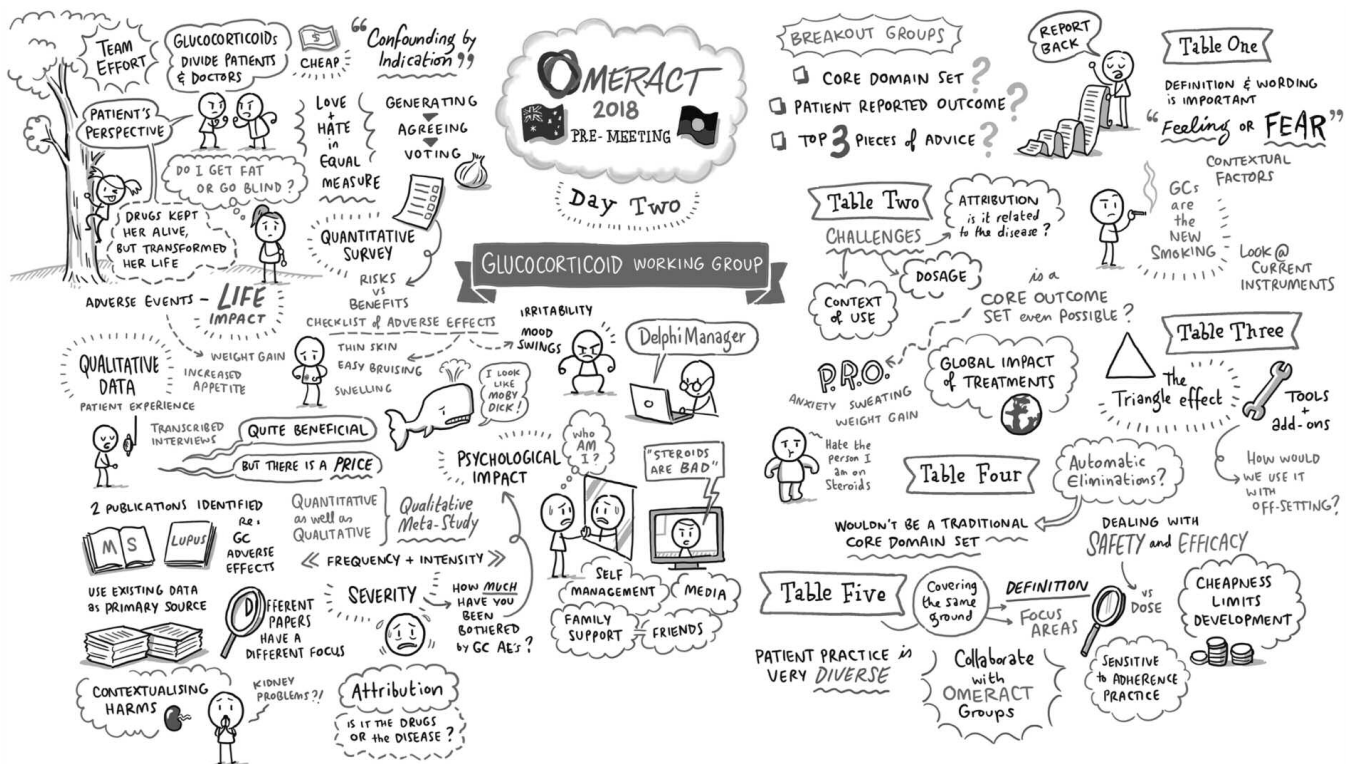 TEAM
EFFORT
GLUCOCORTICOIDS
DIVIDE PATIENTS
& DOCTORS
$
CHEAP
"Confounding by
Indication"
PATIENT'S
PERSPECTIVE
LOVE
+
HATE
in
EQUAL
MEASURE
GENERATING
AGREEING
VOTING
DO I GET FAT
OR GO BLIND?
DRUGS KEPT
HER ALIVE,
BUT TRANSFORMED
HER LIFE
QUANTITATIVE
SURVEY
RISKS
VS
BENEFITS
OMERACT
2018
PRE-MEETING
Day Two
GLUCOCORTICOID WORKING GROUP
ADVERSE EVENTS – LIFE
IMPACT
CHECKLIST of ADVERSE EFFECTS
QUALITATIVE
DATA
PATIENT EXPERIENCE
WEIGHT GAIN
INCREASED
APPETITE
THIN SKIN
EASY BRUISING
SWELLING
IRRITABILITY
MOOD
SWINGS
I LOOK
LIKE
MOBY
DICK!
DelphiManager
TRANSCRIBED
INTERVIEWS
QUITE BENEFICIAL
BUT THERE IS A PRICE
PSYCHOLOGICAL
IMPACT
WHO
AM
I?
"STEROIDS
ARE BAD"
2 PUBLICATIONS IDENTIFIED
RE:
GC
ADVERSE
EFFECTS
MS
LUPUS
QUANTITATIVE
as well as
QUALITATIVE
Qualitative
Meta-Study
FREQUENCY + INTENSITY
USE EXISTING DATA
as PRIMARY SOURCE
DIFFERENT
PAPERS
HAVE A
DIFFERENT FOCUS
SEVERITY
HOW MUCH
HAVE YOU
BEEN
BOTHERED
by GC AE's?
SELF
MANAGEMENT
MEDIA
FAMILY
SUPPORT
FRIENDS
CONTEXTUALISING
HARMS
KIDNEY
PROBLEMS?!
Attribution
IS IT THE DRUGS
OR the DISEASE?
BREAKOUT GROUPS
CORE DOMAIN SET?
PATIENT REPORTED OUTCOME?
TOP 3 PIECES of ADVICE?
REPORT
BACK
Table One
DEFINITION & WORDING
is IMPORTANT
"Feeling or FEAR"
CONTEXTUAL
FACTORS
GCs
are
the
NEW
SMOKING
LOOK @
CURRENT
INSTRUMENTS
Table Two
CHALLENGES
ATTRIBUTION
is it related
to the disease?
DOSAGE
CONTEXT
of USE
is a
CORE OUTCOME
SET even POSSIBLE?
P.R.O.
ANXIETY SWEATING
WEIGHT GAIN
GLOBAL IMPACT
of TREATMENTS
Hate the
person I
am on
Steroids
Table Three
The
Triangle effect
TOOLS
+
add-ons
HOW WOULD
WE USE IT
WITH
OFF-SETTING?
Table Four
Automatic
Eliminations?
WOULDN'T BE A TRADITIONAL
CORE DOMAIN SET
DEALING WITH
SAFETY and EFFICACY
VS
DOSE
CHEAPNESS
LIMITS
DEVELOPMENT
Table Five
Covering
the same
ground
DEFINITION
FOCUS
AREAS
PATIENT PRACTICE is
VERY DIVERSE
Collaborate
with
OMERACT
Groups
SENSITIVE
to ADHERENCE
PRACTICE